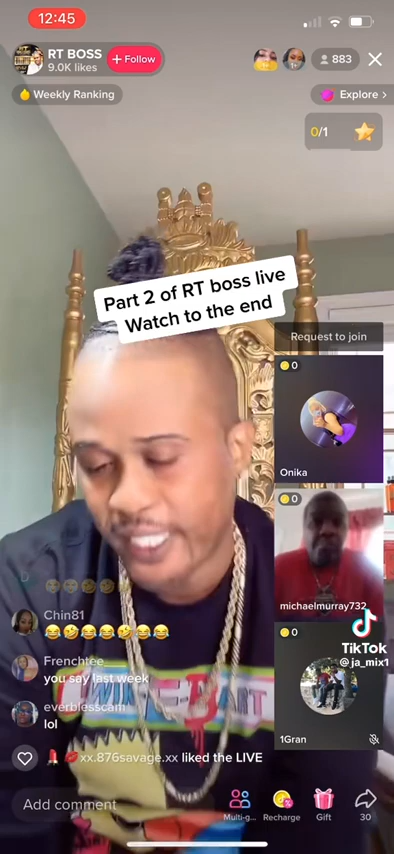 12:45
RT BOSS
9.0K likes
+ Follow
1+
883
Weekly Ranking
Explore >
0/1
Part 2 of RT boss live
Watch to the end
Request to join
0
Onika
0
michaelmurray732
TikTok
@ja_mix1
0
1Gran
Chin81
Frenchtee
you say last week
everblesscam
lol
xx.876savage.xx liked the LIVE
Add comment
Multi-g...
Recharge
Gift
30